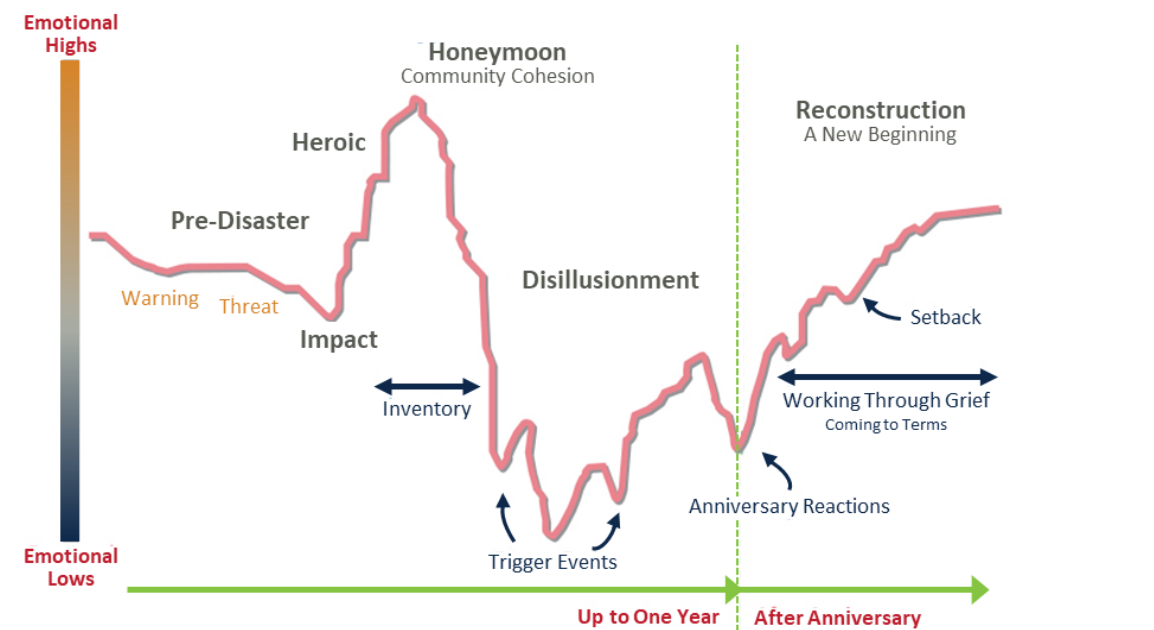 Emotional
Highs
Honeymoon
Community Cohesion
Reconstruction
A New Beginning
Heroic
Pre-Disaster
Disillusionment
Warning
Threat
Setback
Impact
Inventory
Working Through Grief
Coming to Terms
Anniversary Reactions
Emotional
Lows
Trigger Events
Up to One Year
After Anniversary